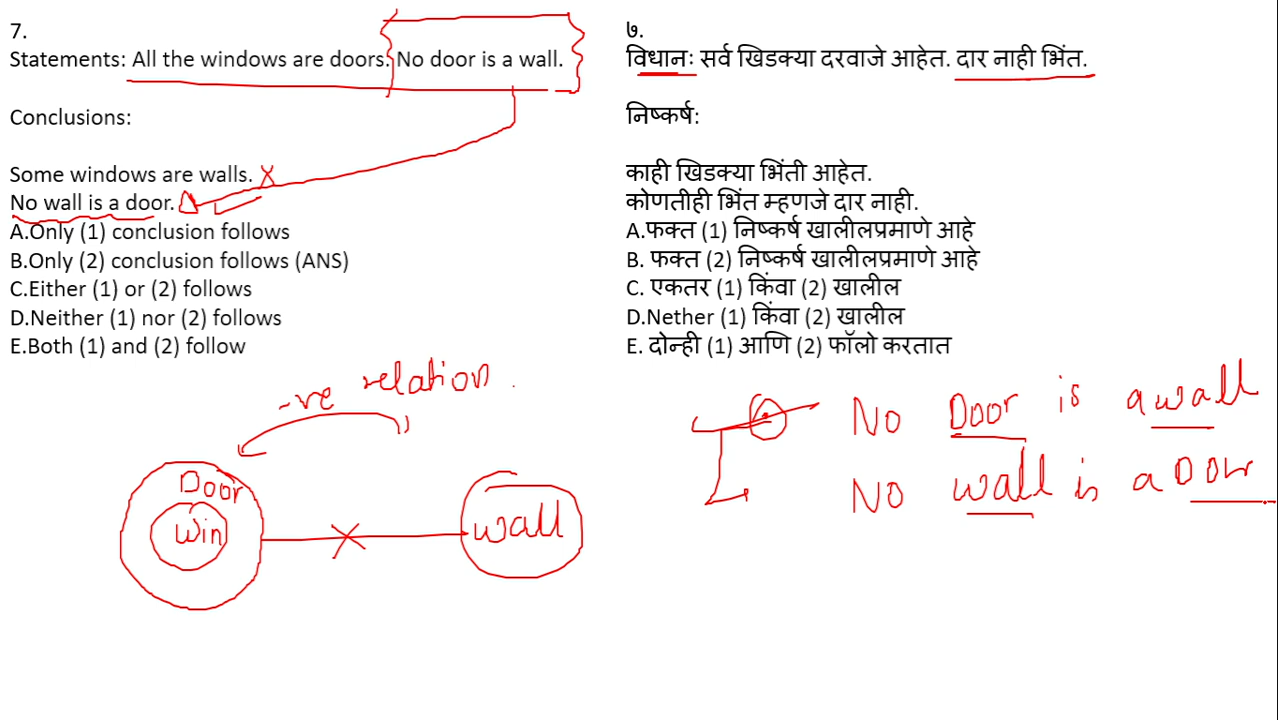 7.
Statements: All the windows are doors. No door is a wall.
Conclusions:
Some windows are walls. X
No wall is a door.
A.Only (1) conclusion follows
B.Only (2) conclusion follows (ANS)
C.Either (1) or (2) follows
D.Neither (1) nor (2) follows
E.Both (1) and (2) follow
-ve relation.
Door
Win
wall
७.
विधानः सर्व खिडक्या दरवाजे आहेत. दार नाही भिंत.
निष्कर्ष:
काही खिडक्या भिंती आहेत.
कोणतीही भिंत म्हणजे दार नाही.
A.फक्त (1) निष्कर्ष खालीलप्रमाणे आहे
B. फक्त (2) निष्कर्ष खालीलप्रमाणे आहे
C. एकतर (1) किंवा (2) खालील
D.Nether (1) किंवा (2) खालील
E. दोन्ही (1) आणि (2) फॉलो करतात
No Door is a wall
No wall is a Door